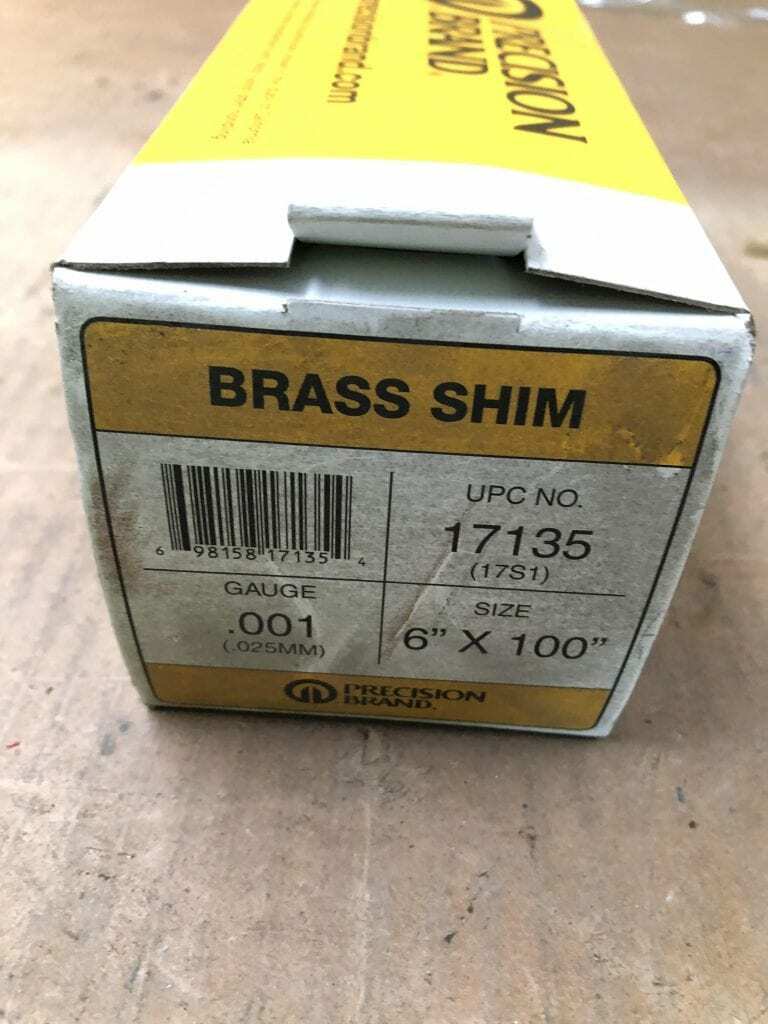 PRECISION
BRAND
BRASS SHIM
6 98158 17135 4
UPC NO.
17135
(17S1)
GAUGE
.001
(.025MM)
SIZE
6” X 100”
PRECISION
BRAND.